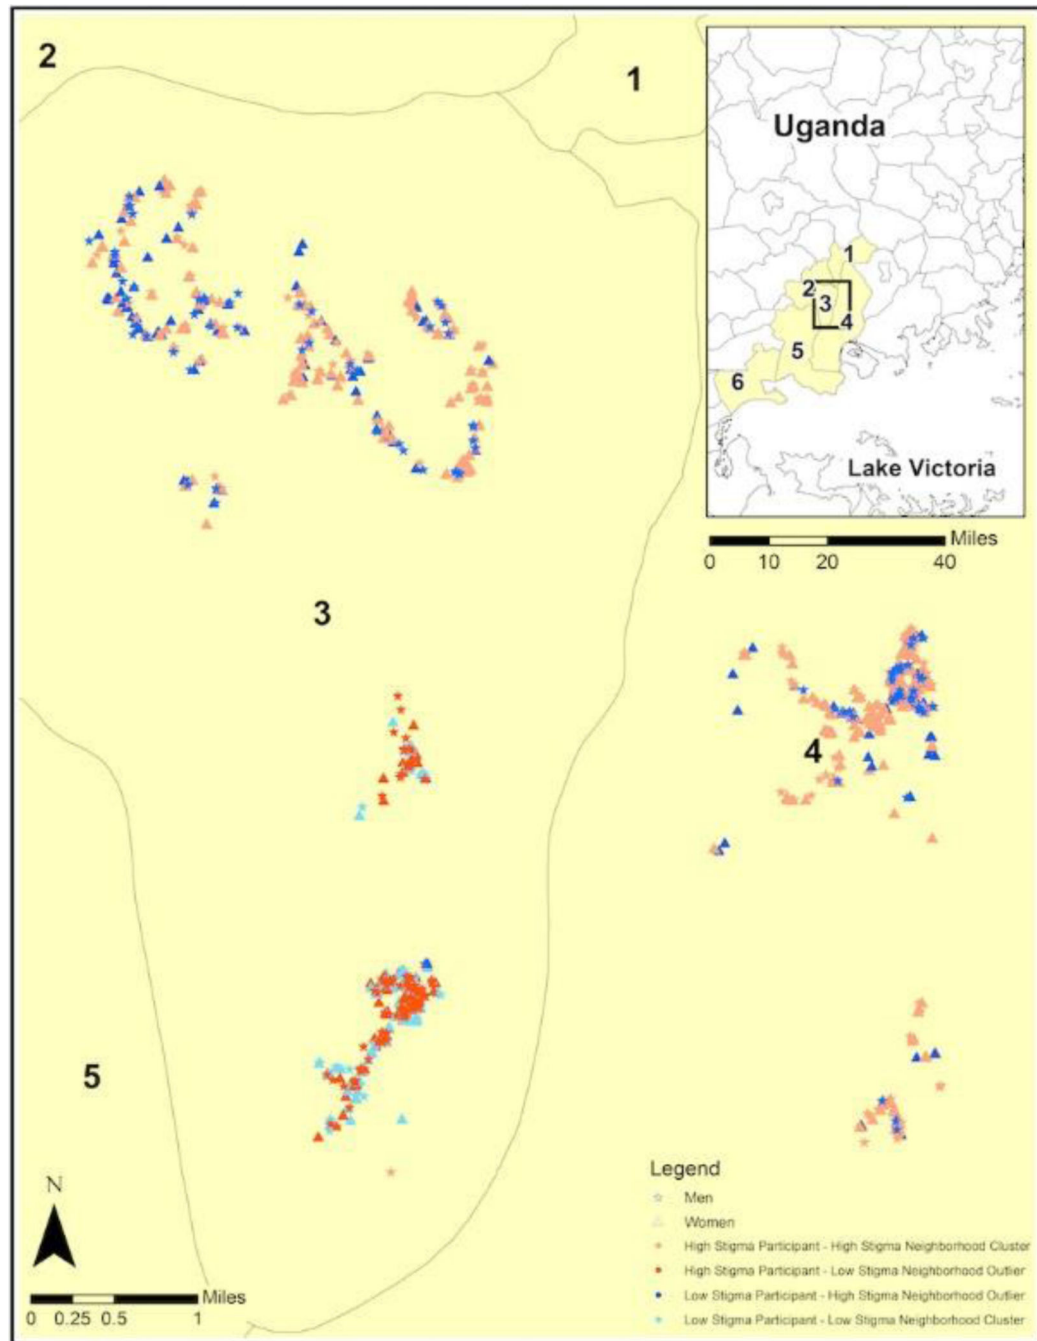 2
1
Uganda
1
2
3
4
5
6
Lake Victoria
Miles
0 10 20 40
3
4
5
N
Miles
0 0.25 0.5 1
Legend
Men
Women
High Stigma Participant - High Stigma Neighborhood Cluster
High Stigma Participant - Low Stigma Neighborhood Outlier
Low Stigma Participant - High Stigma Neighborhood Outlier
Low Stigma Participant - Low Stigma Neighborhood Cluster